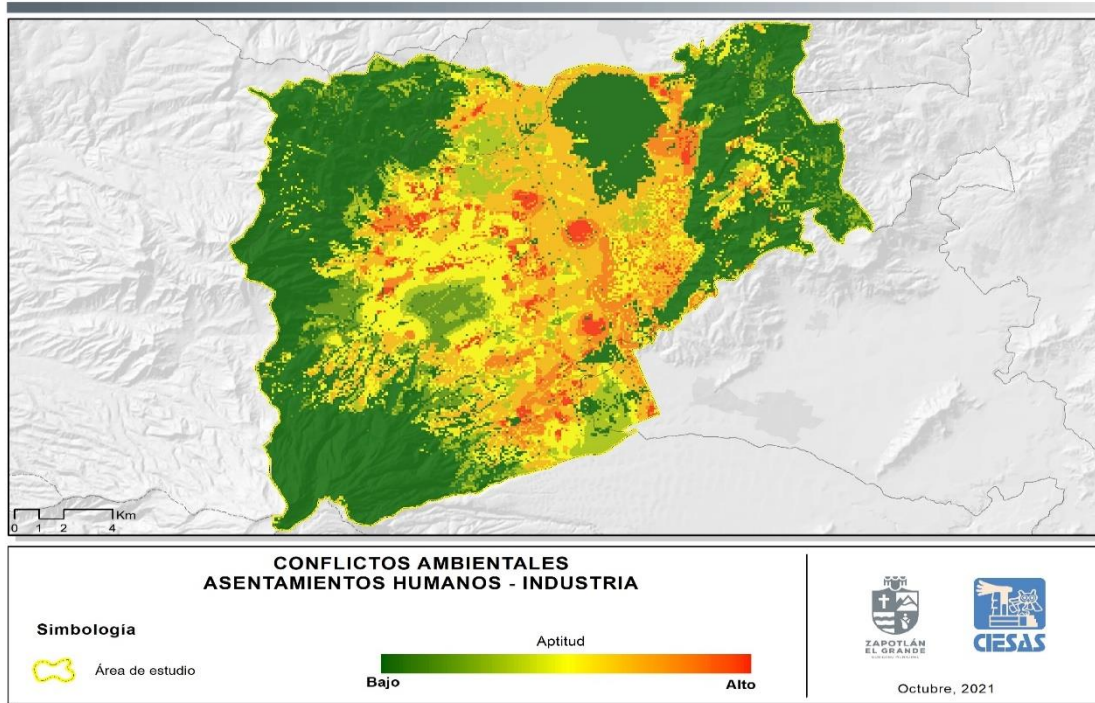 0 1 2 4 Km
CONFLICTOS AMBIENTALES
ASENTAMIENTOS HUMANOS - INDUSTRIA
Simbología
Área de estudio
Aptitud
Bajo Alto
ZAPOTLÁN
EL GRANDE
CIESAS
Octubre, 2021